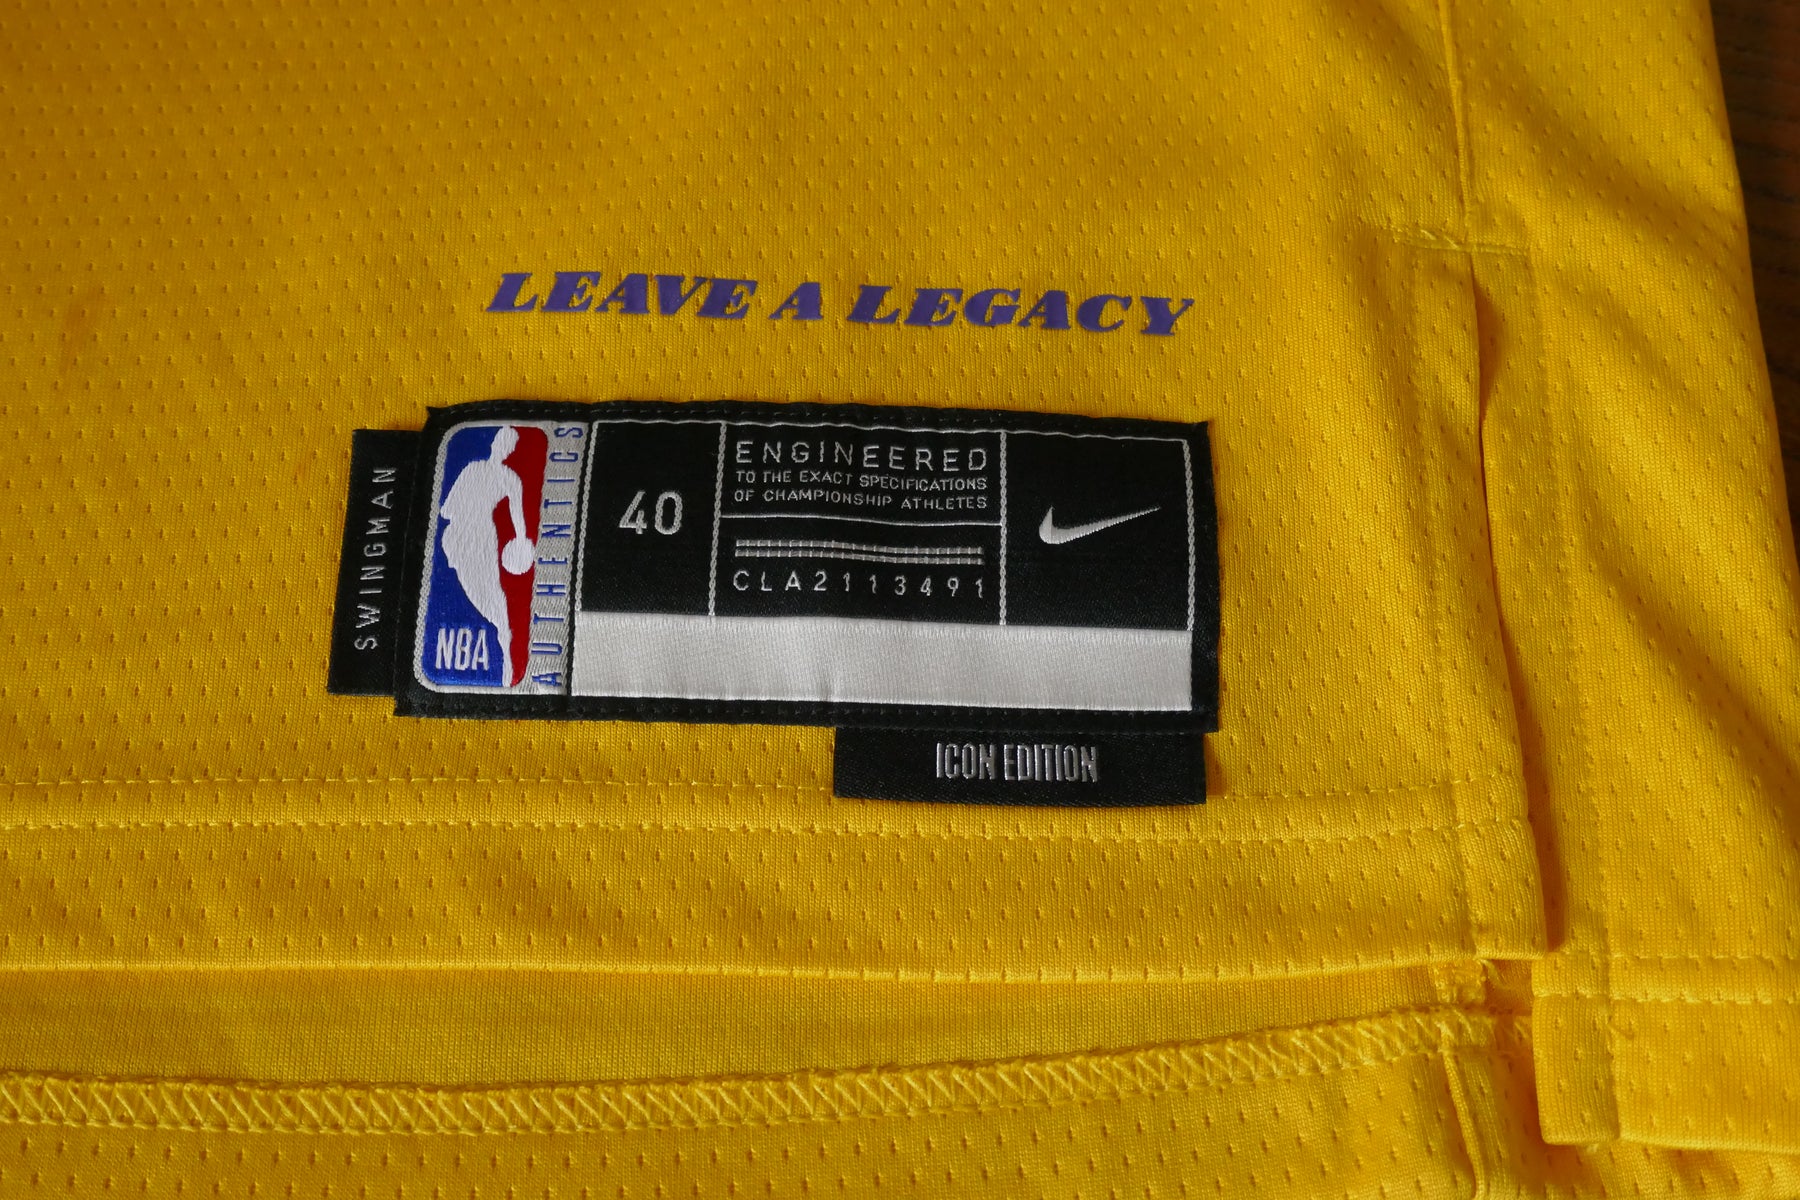 LEAVE A LEGACY
SWINGMAN
NBA
AUTHENTICS
40
ENGINEERED
TO THE EXACT SPECIFICATIONS
OF CHAMPIONSHIP ATHLETES
CLA2113491
ICON EDITION